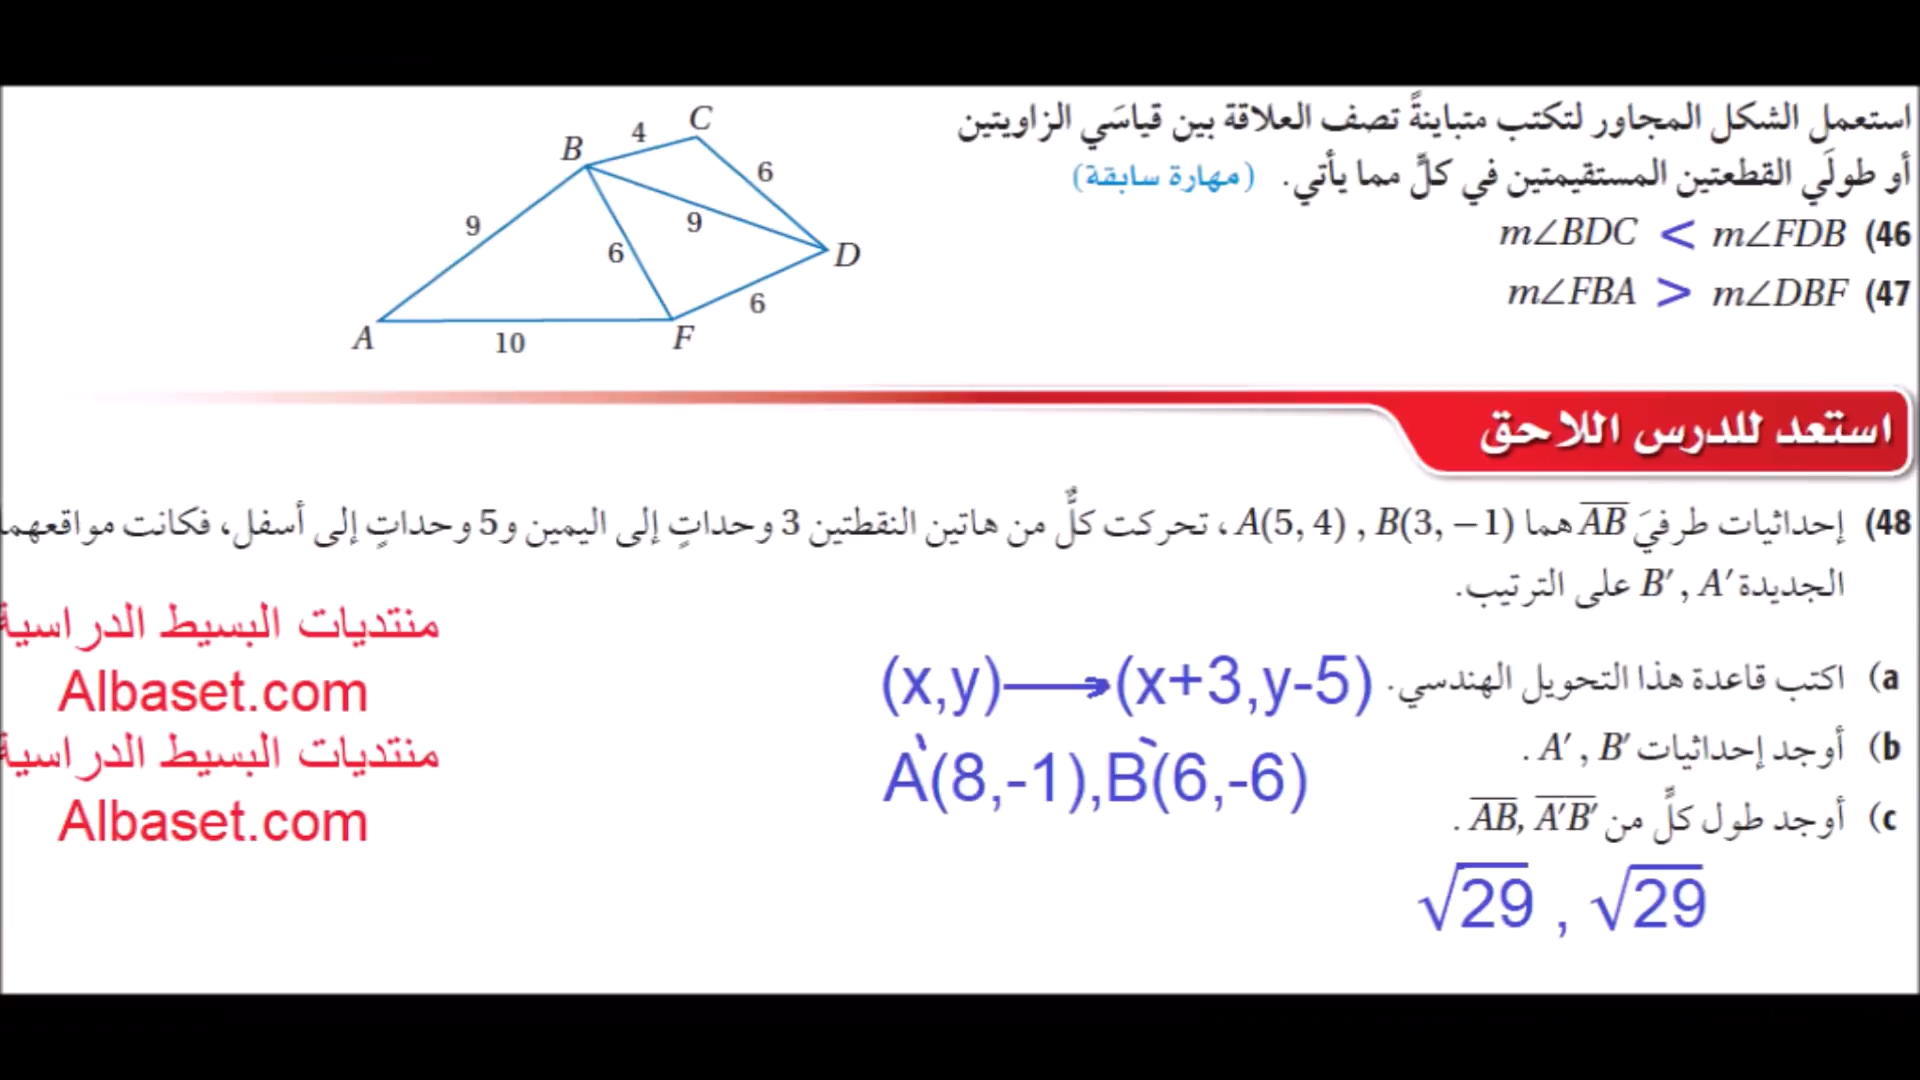 استعمل الشكل المجاور لتكتب متباينةً تصف العلاقة بين قياسَي الزاويتين
أو طولَي القطعتين المستقيمتين في كلٍّ مما يأتي. (مهارة سابقة)
46) m∠BDC < m∠FDB
47) m∠FBA > m∠DBF
C
4
B
6
9
9
6
D
6
A
10
F
استعد للدرس اللاحق
48) إحداثيات طرفيَ AB هما A(5, 4) , B(3, −1) ، تحركت كلٌّ من هاتين النقطتين 3 وحداتٍ إلى اليمين و5 وحداتٍ إلى أسفل، فكانت مواقعهما
الجديدة A′ , B′ على الترتيب.
منتديات البسيط الدراسية
a) اكتب قاعدة هذا التحويل الهندسي. (x,y)⟶(x+3,y-5)
Albaset.com
b) أوجد إحداثيات A′ , B′ .
منتديات البسيط الدراسية
A`(8,-1),B`(6,-6)
c) أوجد طول كلٍّ من AB, A′B′ .
Albaset.com
√29 , √29